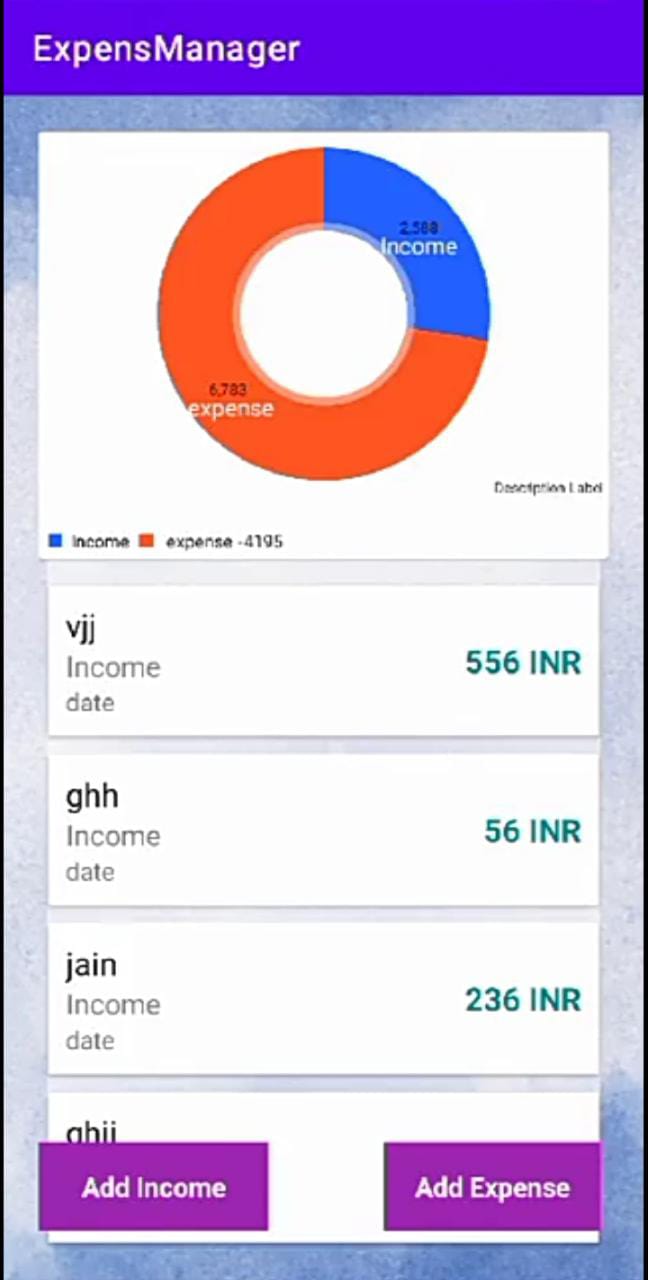 ExpensManager
2,588
Income
6,783
expense
Description Label
Income expense -4195
vjj
Income
556 INR
date
ghh
Income
56 INR
date
jain
Income
236 INR
date
ghjj
Add Income
Add Expense